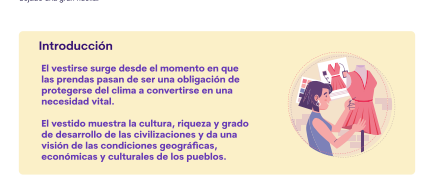 Introducción
El vestirse surge desde el momento en que
las prendas pasan de ser una obligación de
protegerse del clima a convertirse en una
necesidad vital.
El vestido muestra la cultura, riqueza y grado
de desarrollo de las civilizaciones y da una
visión de las condiciones geográficas,
económicas y culturales de los pueblos.